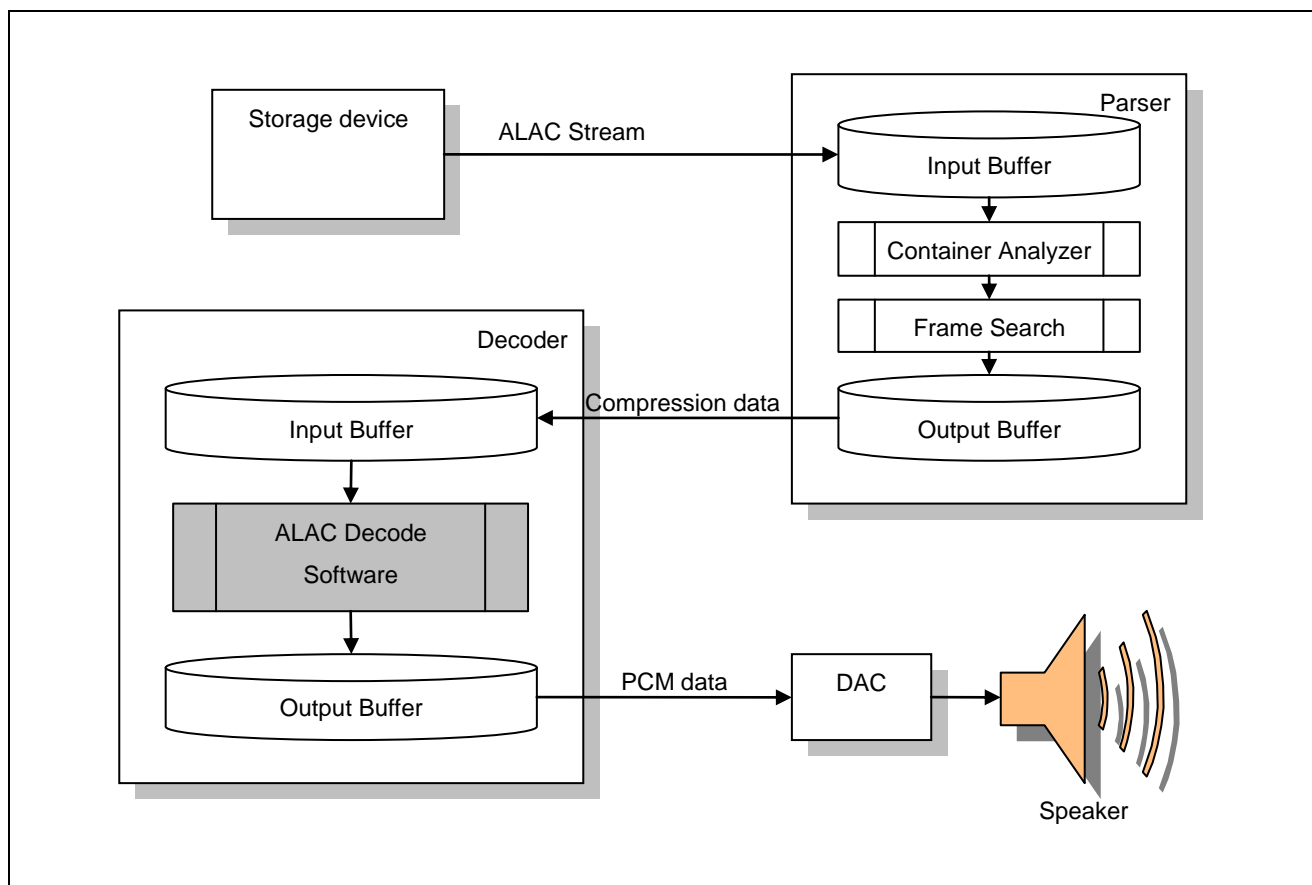 Storage device
ALAC Stream
Parser
Input Buffer
Container Analyzer
Frame Search
Output Buffer
Compression data
Decoder
Input Buffer
ALAC Decode
Software
Output Buffer
PCM data
DAC
Speaker